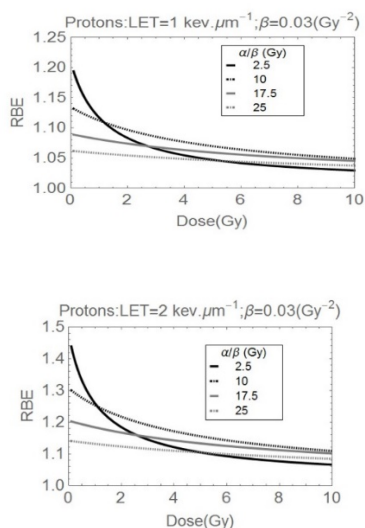 Protons:LET=1 kev.μm⁻¹;β=0.03(Gy⁻²)
α/β (Gy)
2.5
10
17.5
25
RBE
1.25
1.20
1.15
1.10
1.05
1.00
0 2 4 6 8 10
Dose(Gy)
Protons:LET=2 kev.μm⁻¹;β=0.03(Gy⁻²)
α/β (Gy)
2.5
10
17.5
25
RBE
1.5
1.4
1.3
1.2
1.1
1.0
0 2 4 6 8 10
Dose(Gy)